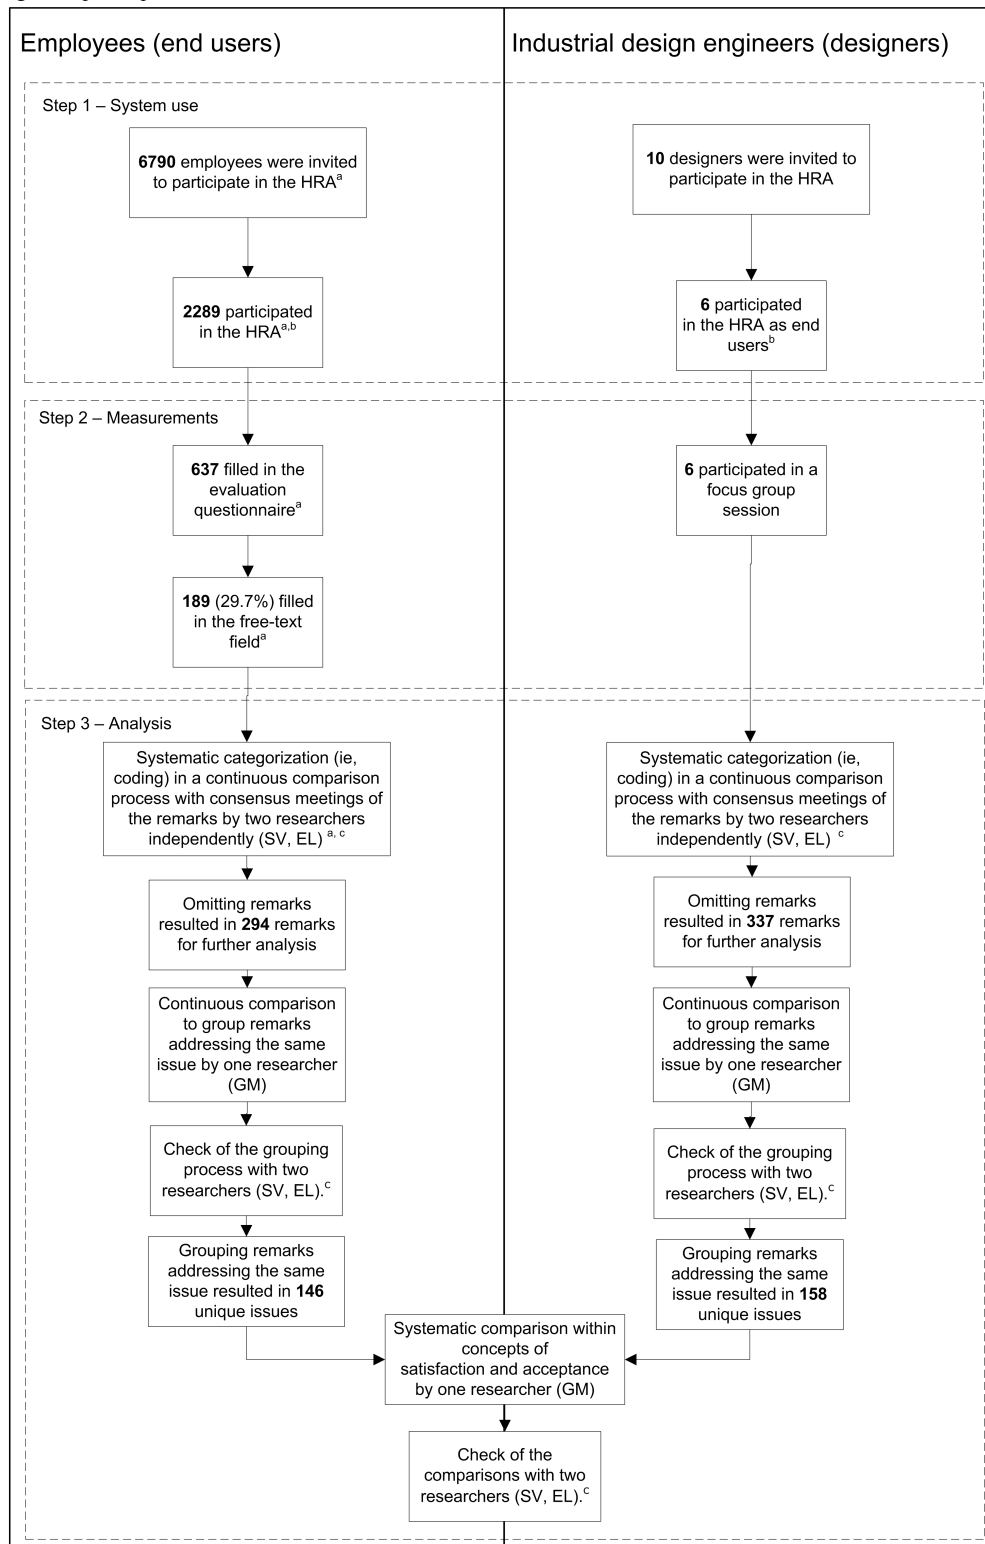 Employees (end users)
Industrial design engineers (designers)
Step 1 – System use
6790 employees were invited
to participate in the HRAa
10 designers were invited to
participate in the HRA
2289 participated
in the HRAa,b
6 participated
in the HRA as end
usersb
Step 2 – Measurements
637 filled in the
evaluation
questionnairea
6 participated in a
focus group
session
189 (29.7%) filled
in the free-text
fielda
Step 3 – Analysis
Systematic categorization (ie,
coding) in a continuous comparison
process with consensus meetings of
the remarks by two researchers
independently (SV, EL) a, c
Systematic categorization (ie,
coding) in a continuous comparison
process with consensus meetings of
the remarks by two researchers
independently (SV, EL) c
Omitting remarks
resulted in 294 remarks
for further analysis
Omitting remarks
resulted in 337 remarks
for further analysis
Continuous comparison
to group remarks
addressing the same
issue by one researcher
(GM)
Continuous comparison
to group remarks
addressing the same
issue by one researcher
(GM)
Check of the grouping
process with two
researchers (SV, EL).c
Check of the grouping
process with two
researchers (SV, EL).c
Grouping remarks
addressing the same
issue resulted in 146
unique issues
Grouping remarks
addressing the same
issue resulted in 158
unique issues
Systematic comparison within
concepts of
satisfaction and acceptance
by one researcher (GM)
Check of the
comparisons with two
researchers (SV, EL).c